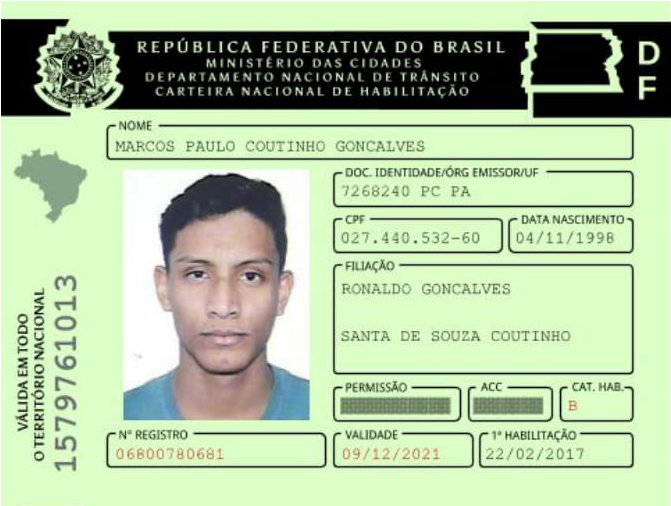 REPÚBLICA FEDERATIVA DO BRASIL
MINISTÉRIO DAS CIDADES
DEPARTAMENTO NACIONAL DE TRÂNSITO
CARTEIRA NACIONAL DE HABILITAÇÃO
D
F
NOME
MARCOS PAULO COUTINHO GONCALVES
DOC. IDENTIDADE/ÓRG EMISSOR/UF
7268240 PC PA
CPF
027.440.532-60
DATA NASCIMENTO
04/11/1998
FILIAÇÃO
RONALDO GONCALVES
SANTA DE SOUZA COUTINHO
PERMISSÃO
ACC
CAT. HAB.
B
Nº REGISTRO
06800780681
VALIDADE
09/12/2021
1ª HABILITAÇÃO
22/02/2017
VÁLIDA EM TODO
O TERRITÓRIO NACIONAL
1579761013